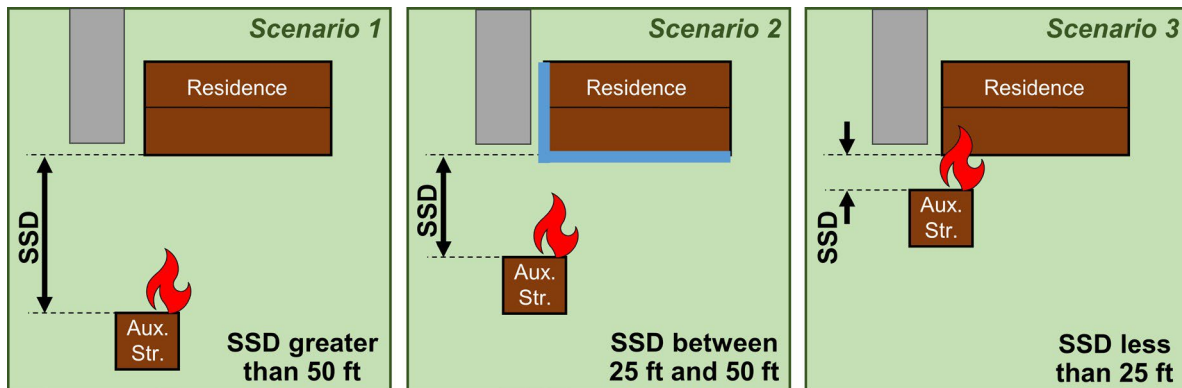 Scenario 1
Residence
SSD
Aux.
Str.
SSD greater
than 50 ft
Scenario 2
Residence
SSD
Aux.
Str.
SSD between
25 ft and 50 ft
Scenario 3
Residence
SSD
Aux.
Str.
SSD less
than 25 ft